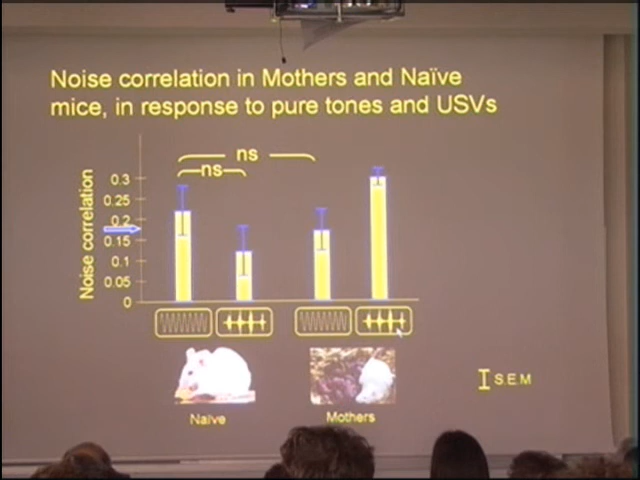 Noise correlation in Mothers and Naïve
mice, in response to pure tones and USVs
ns
ns
Noise correlation
0.3
0.25
0.2
0.15
0.1
0.05
0
Naïve
Mothers
S.E.M